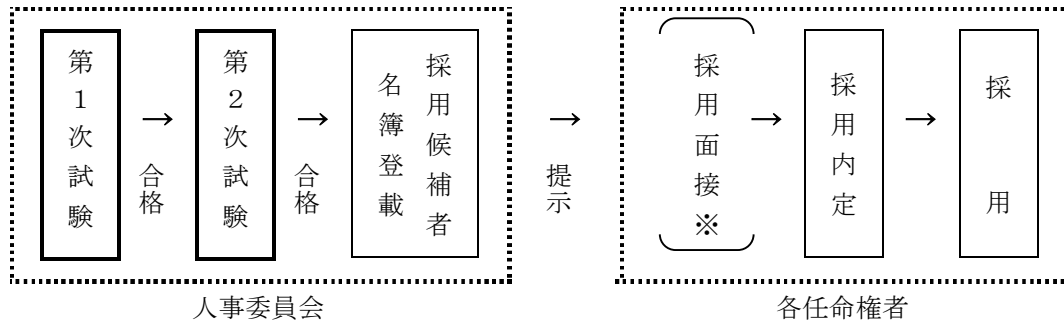 第１次試験
→
合格
第２次試験
→
合格
採用候補者
名簿登載
→
提示
採用面接※
→
採用内定
→
採用
人事委員会
各任命権者